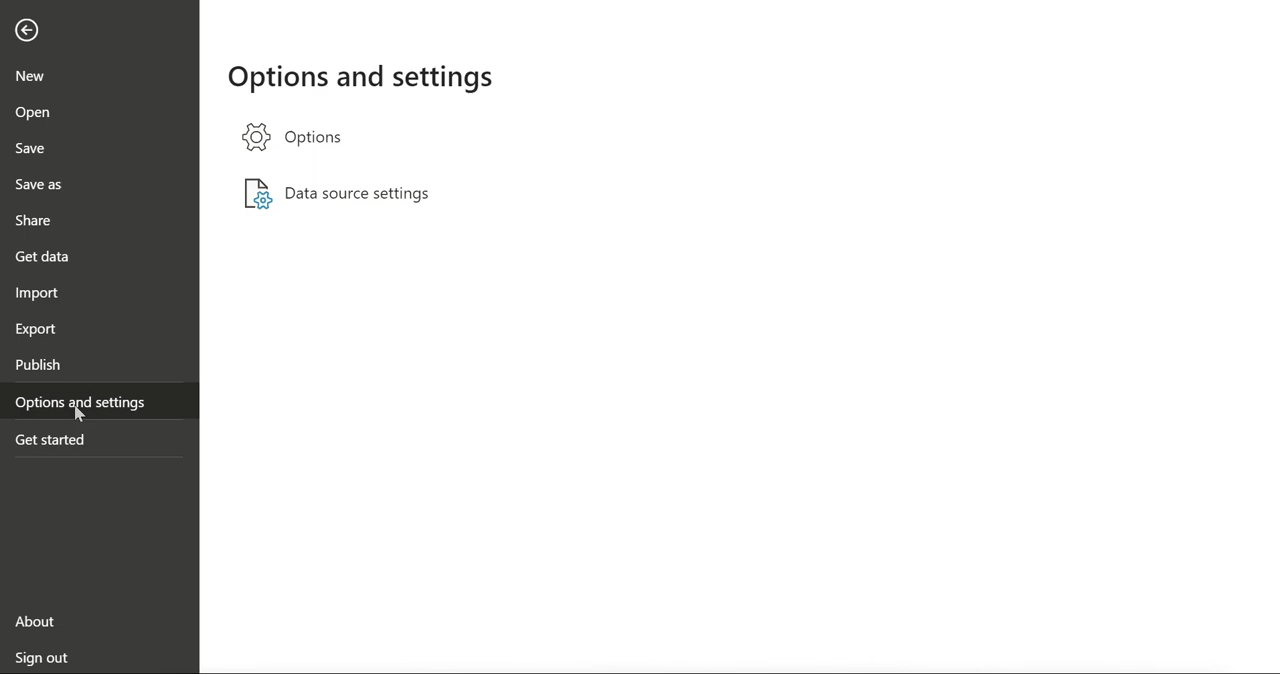 New
Open
Save
Save as
Share
Get data
Import
Export
Publish
Options and settings
Get started
About
Sign out
Options and settings
Options
Data source settings